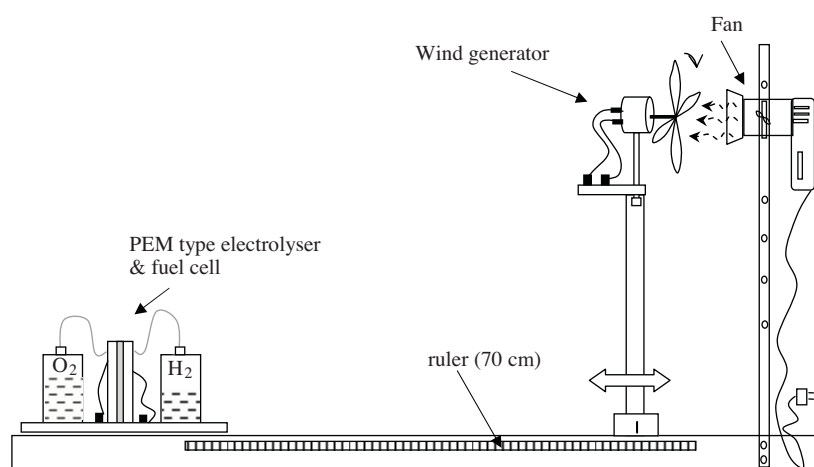 Fan
Wind generator
PEM type electrolyser
& fuel cell
O2
H2
ruler (70 cm)